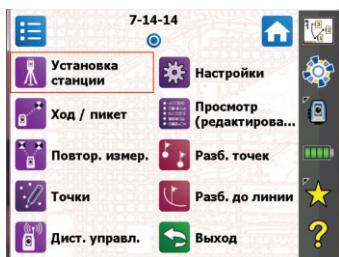 7-14-14
Установка
станции
Настройки
Ход / пикет
Просмотр
(редактирова...
Повтор. измер.
Разб. точек
Точки
Разб. до линии
Дист. управл.
Выход